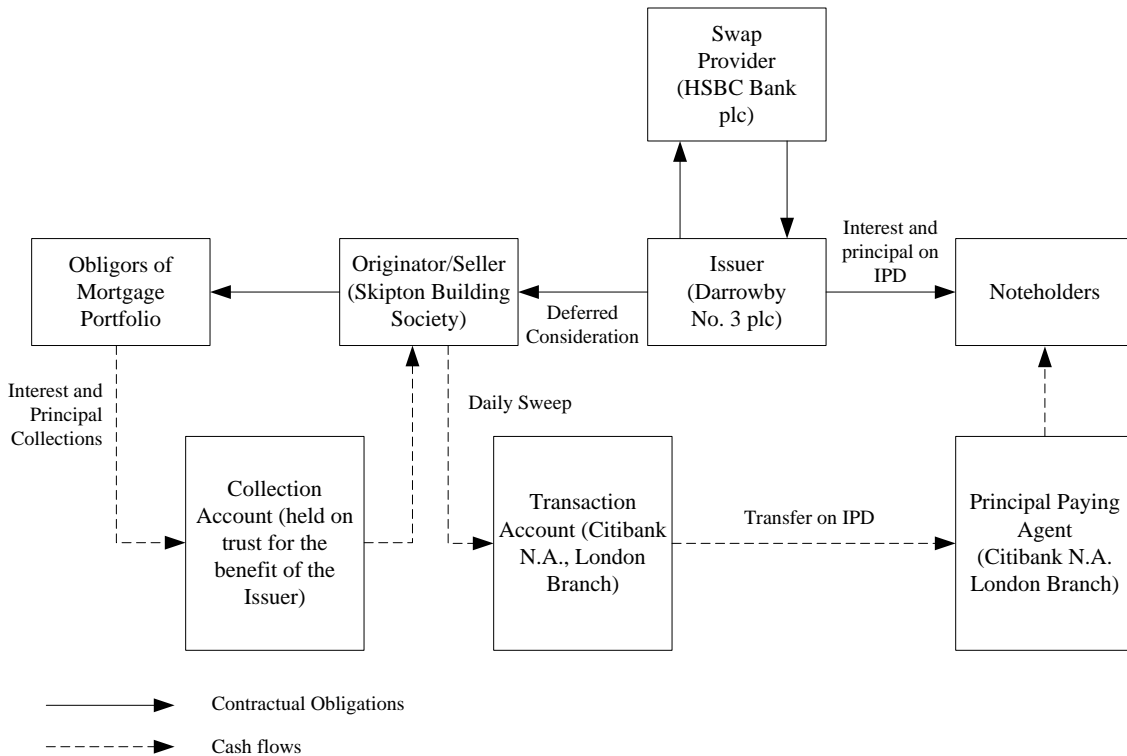 Swap
Provider
(HSBC Bank
plc)
Obligors of
Mortgage
Portfolio
Originator/Seller
(Skipton Building
Society)
Deferred
Consideration
Issuer
(Darrowby
No. 3 plc)
Interest and
principal on
IPD
Noteholders
Interest and
Principal
Collections
Daily Sweep
Collection
Account (held on
trust for the
benefit of the
Issuer)
Transaction
Account (Citibank
N.A., London
Branch)
Transfer on IPD
Principal Paying
Agent
(Citibank N.A.
London Branch)
Contractual Obligations
Cash flows